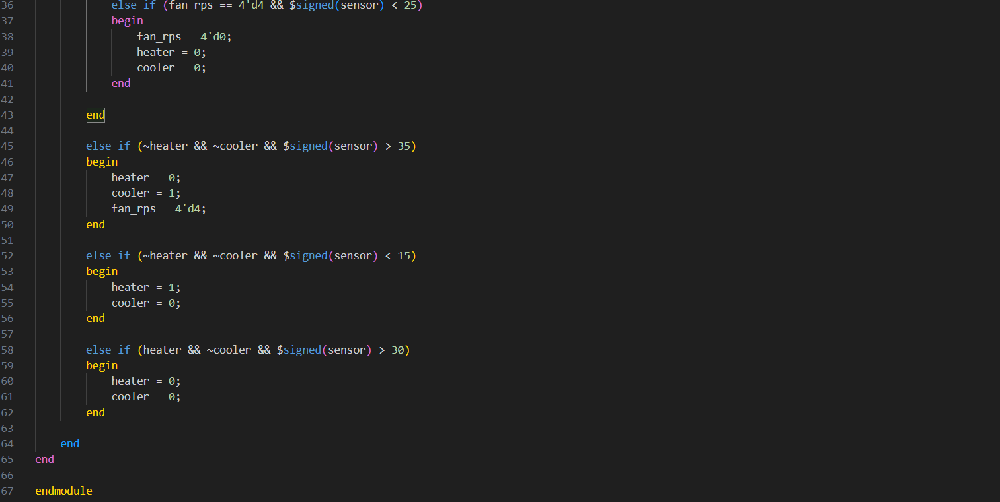 36 else if (fan_rps == 4'd4 && $signed(sensor) < 25)
37 begin
38 fan_rps = 4'd0;
39 heater = 0;
40 cooler = 0;
41 end
42
43 end
44
45 else if (~heater && ~cooler && $signed(sensor) > 35)
46 begin
47 heater = 0;
48 cooler = 1;
49 fan_rps = 4'd4;
50 end
51
52 else if (~heater && ~cooler && $signed(sensor) < 15)
53 begin
54 heater = 1;
55 cooler = 0;
56 end
57
58 else if (heater && ~cooler && $signed(sensor) > 30)
59 begin
60 heater = 0;
61 cooler = 0;
62 end
63
64 end
65 end
66
67 endmodule